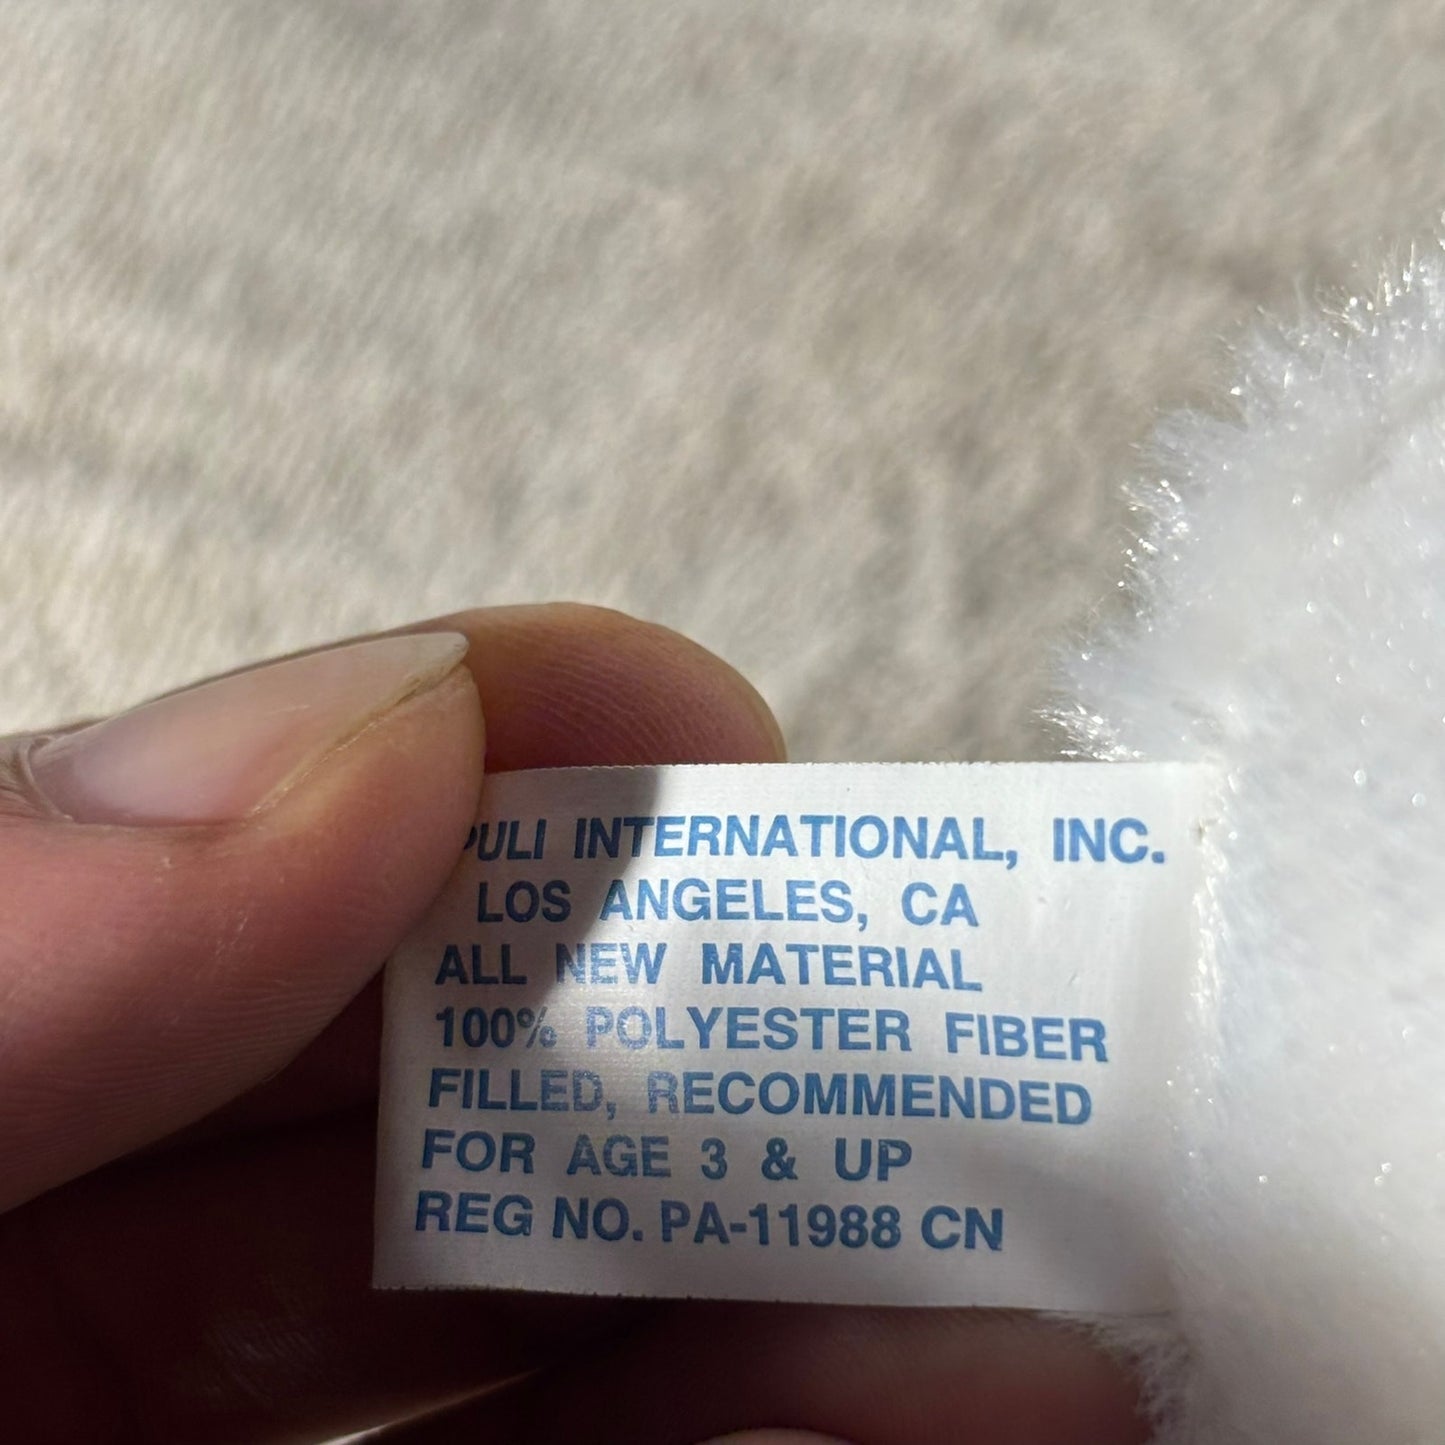 PULI INTERNATIONAL, INC.
LOS ANGELES, CA
ALL NEW MATERIAL
100% POLYESTER FIBER
FILLED, RECOMMENDED
FOR AGE 3 & UP
REG NO. PA-11988 CN